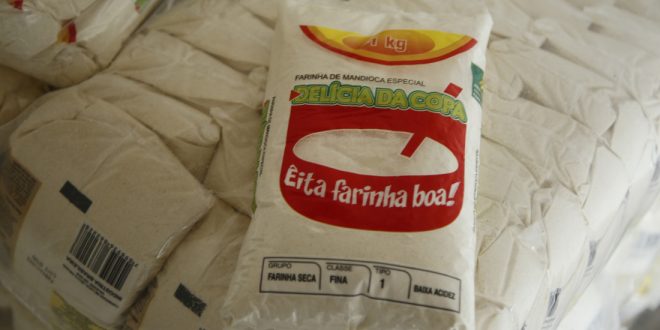 1 kg
FARINHA DE MANDIOCA ESPECIAL
DELÍCIA DA COPA
Êita farinha boa!
GRUPO
FARINHA SECA
CLASSE
FINA
TIPO
1
BAIXA ACIDEZ